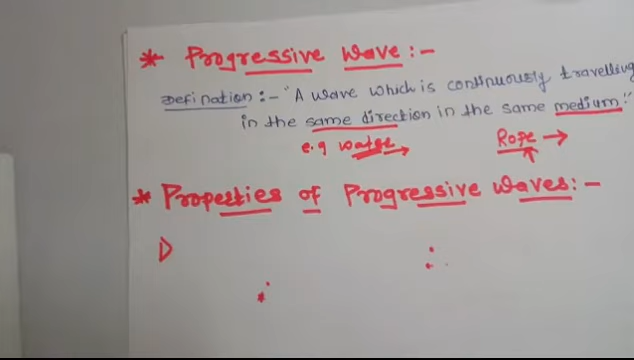 * Progressive Wave:-
Defination:- "A wave which is continuously travelling
in the same direction in the same medium."
e.g water → Rope →
* Properties of Progressive Waves:-